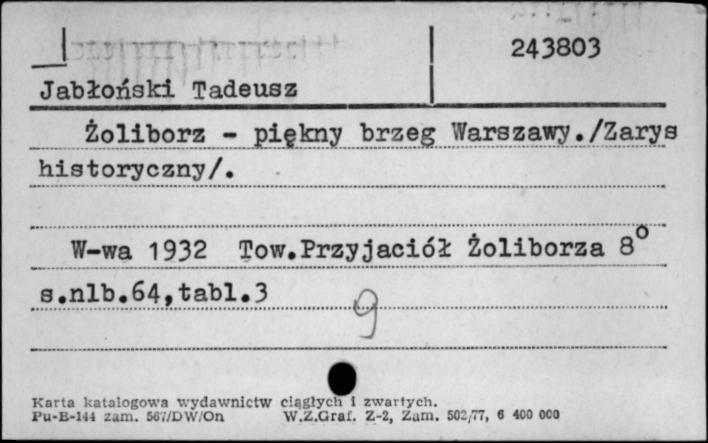 243803
Jabłoński Tadeusz
Żoliborz - piękny brzeg Warszawy./Zarys
historyczny/.
W-wa 1932 Tow.Przyjaciół Żoliborza 8°
s.nlb.64,tabl.3
9
Karta katalogowa wydawnictw ciągłych i zwartych.
Pu-B-144 zam. 567/DW/On W.Z.Graf. Z-2, Zam. 502/77, 6 400 000